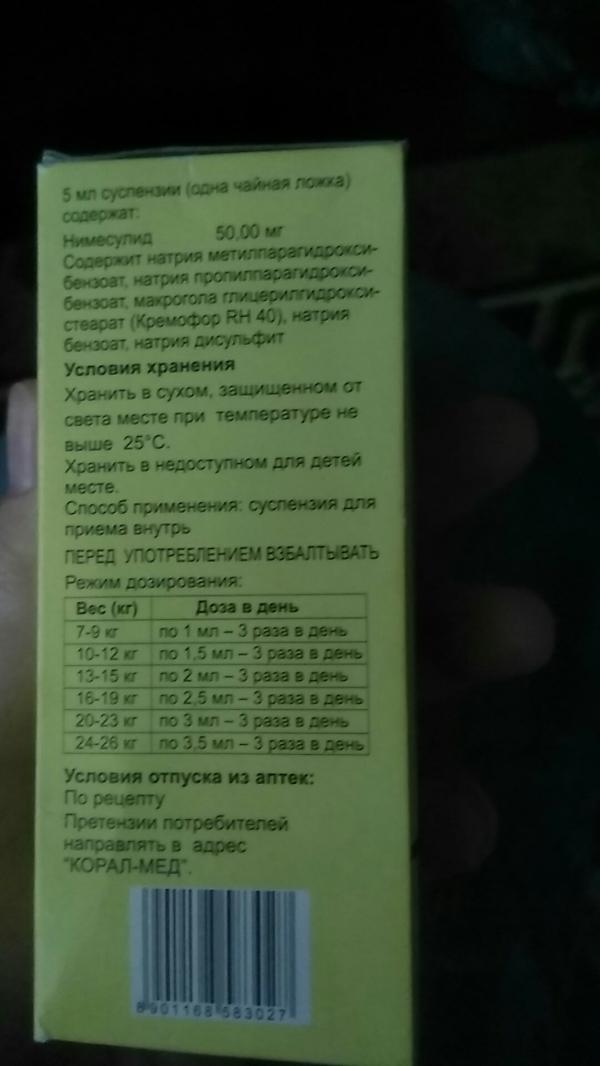 5 мл суспензии (одна чайная ложка)
содержат:
Нимесулид 50,00 мг
Содержит натрия метилпарагидрокси-
бензоат, натрия пропилпарагидрокси-
бензоат, макрогола глицерилгидрокси-
стеарат (Кремофор RH 40), натрия
бензоат, натрия дисульфит
Условия хранения
Хранить в сухом, защищенном от
света месте при температуре не
выше 25°С.
Хранить в недоступном для детей
месте.
Способ применения: суспензия для
приема внутрь
ПЕРЕД УПОТРЕБЛЕНИЕМ ВЗБАЛТЫВАТЬ
Режим дозирования:
Вес (кг) Доза в день
7-9 кг по 1 мл – 3 раза в день
10-12 кг по 1,5 мл – 3 раза в день
13-15 кг по 2 мл – 3 раза в день
16-19 кг по 2,5 мл – 3 раза в день
20-23 кг по 3 мл – 3 раза в день
24-26 кг по 3,5 мл – 3 раза в день
Условия отпуска из аптек:
По рецепту
Претензии потребителей
направлять в адрес
"КОРАЛ-МЕД".
8 901168 583027